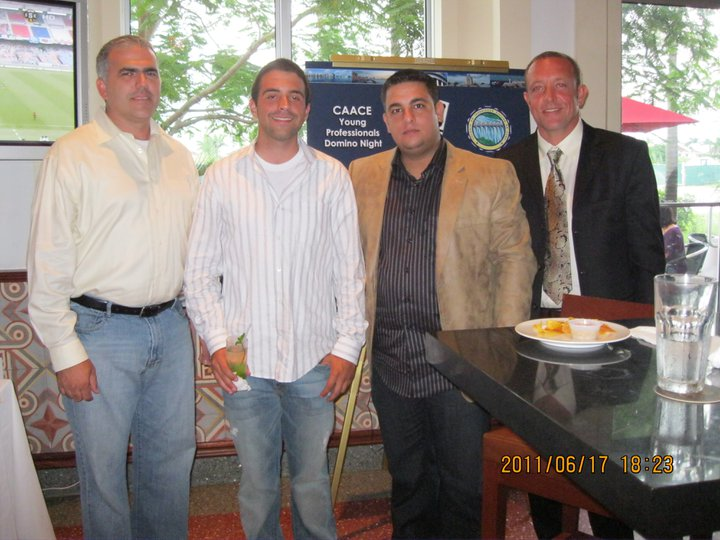 CAACE
Young
Professionals
Domino Night
2011/06/17 18:23